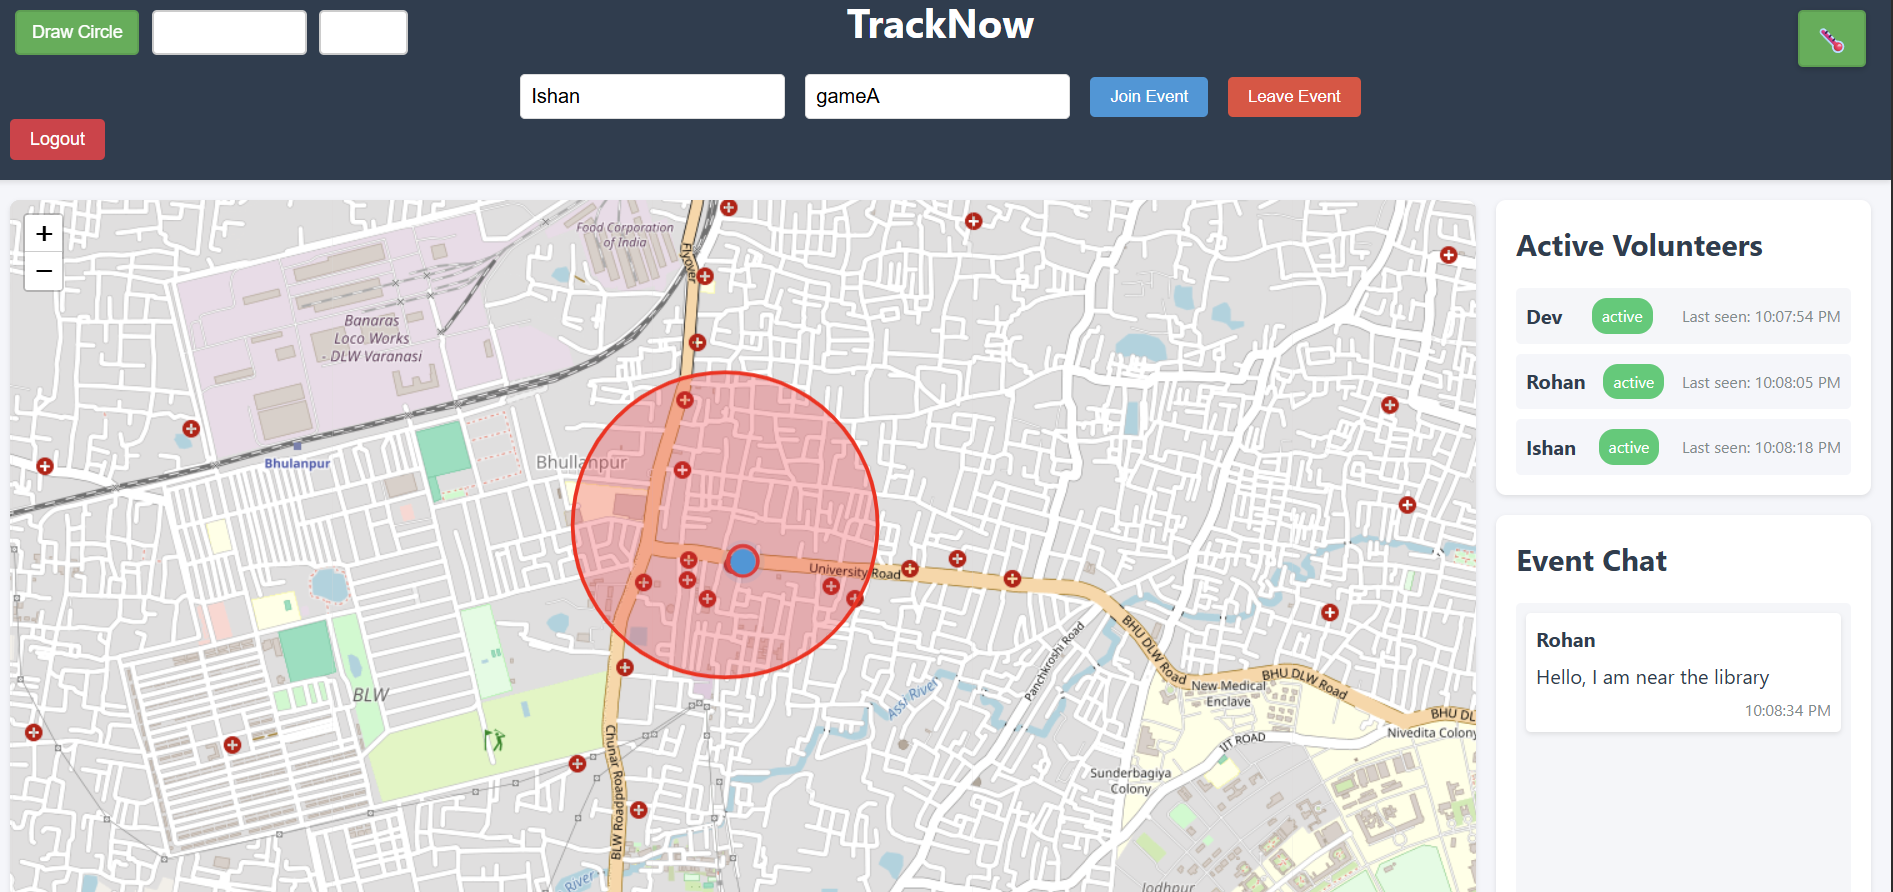 Draw Circle
TrackNow
Ishan
gameA
Join Event
Leave Event
Logout
+
−
Food Corporation
of India
Flyover
Banaras
Loco Works
- DLW Varanasi
Bhulanpur
Bhullanpur
University Road
BLW
Chunar Road
BLW Road
Assi River
Panchkroshi Road
BHU DLW Road
BHU DLW Road
BHU DL
New Medical
Enclave
Nivedita Colony
IIT ROAD
Sunderbagiya
Colony
River
Jodhpur
Active Volunteers
Dev
active
Last seen: 10:07:54 PM
Rohan
active
Last seen: 10:08:05 PM
Ishan
active
Last seen: 10:08:18 PM
Event Chat
Rohan
Hello, I am near the library
10:08:34 PM